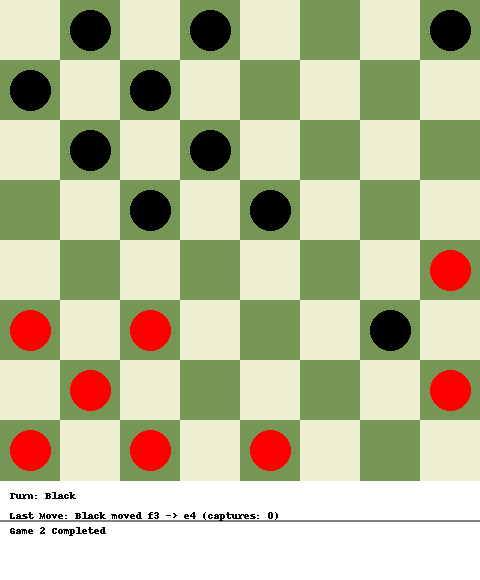 Turn: Black
Last Move: Black moved f3 -> e4 (captures: 0)
Game 2 Completed